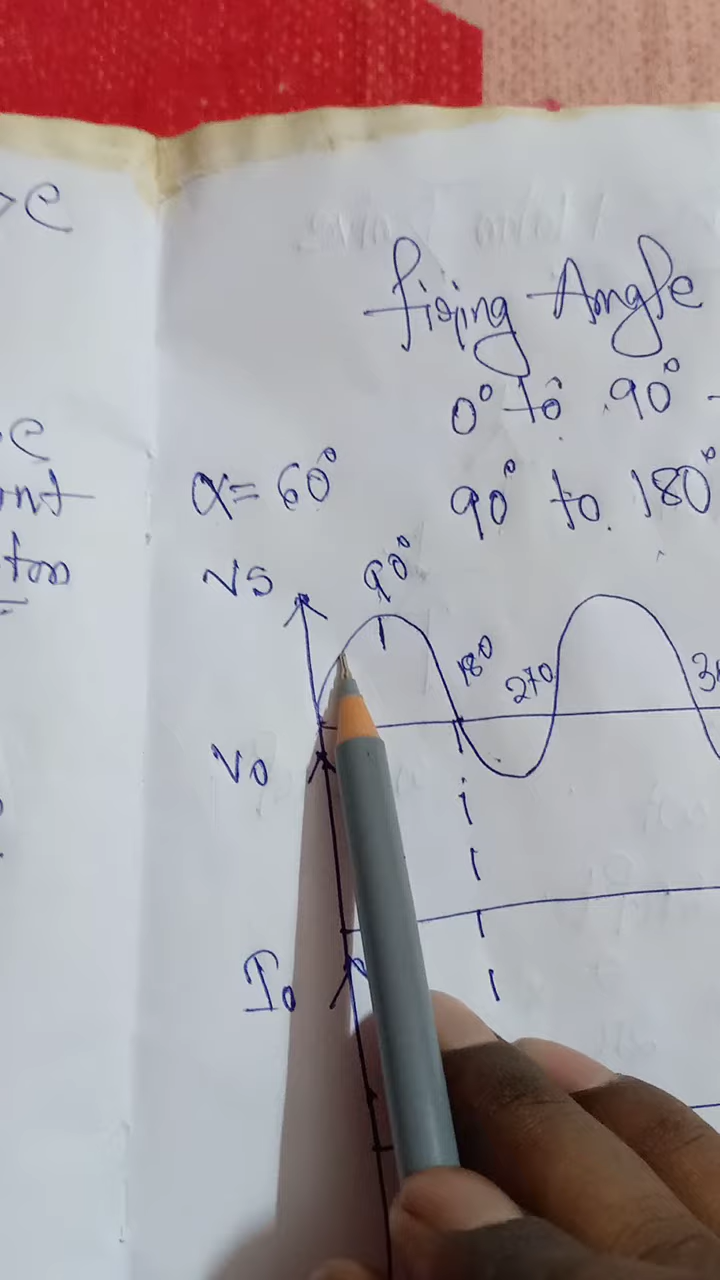 firing Angle
0° to 90° -
α = 60°
90° to 180°
VS
90°
180
270
Vo
Io